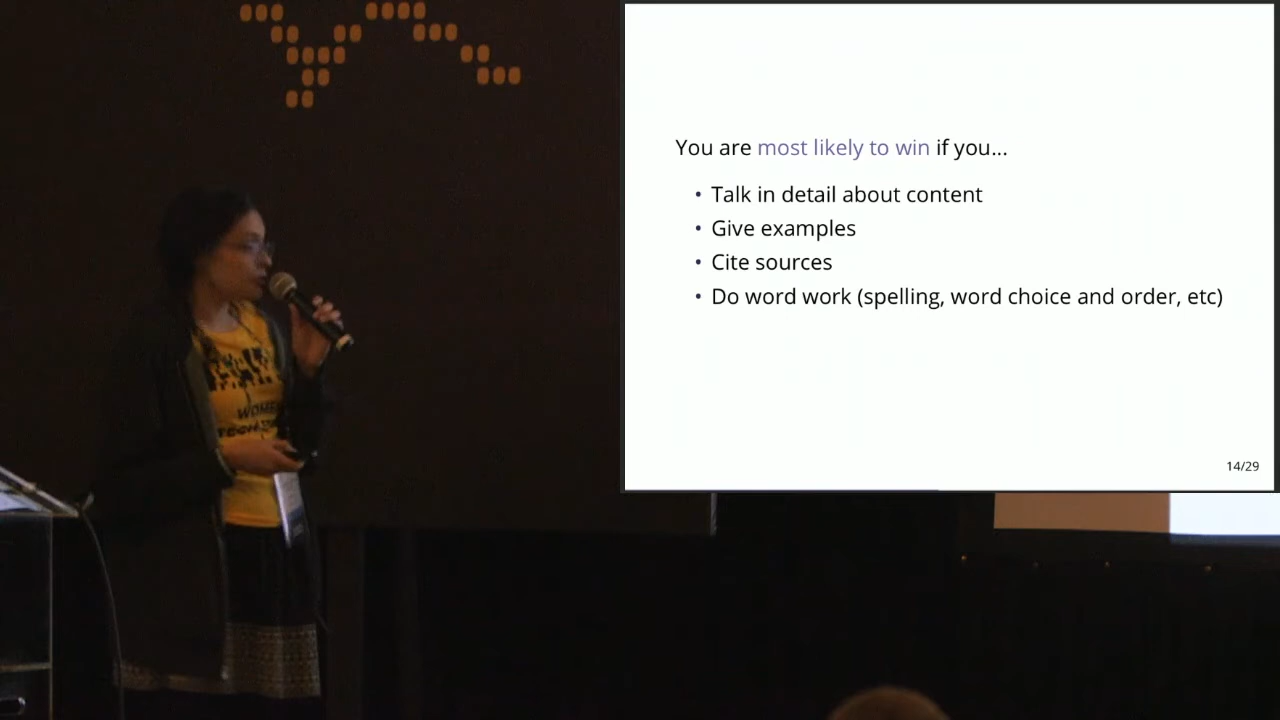 You are most likely to win if you...
• Talk in detail about content
• Give examples
• Cite sources
• Do word work (spelling, word choice and order, etc)
14/29
WOMEN
TECH